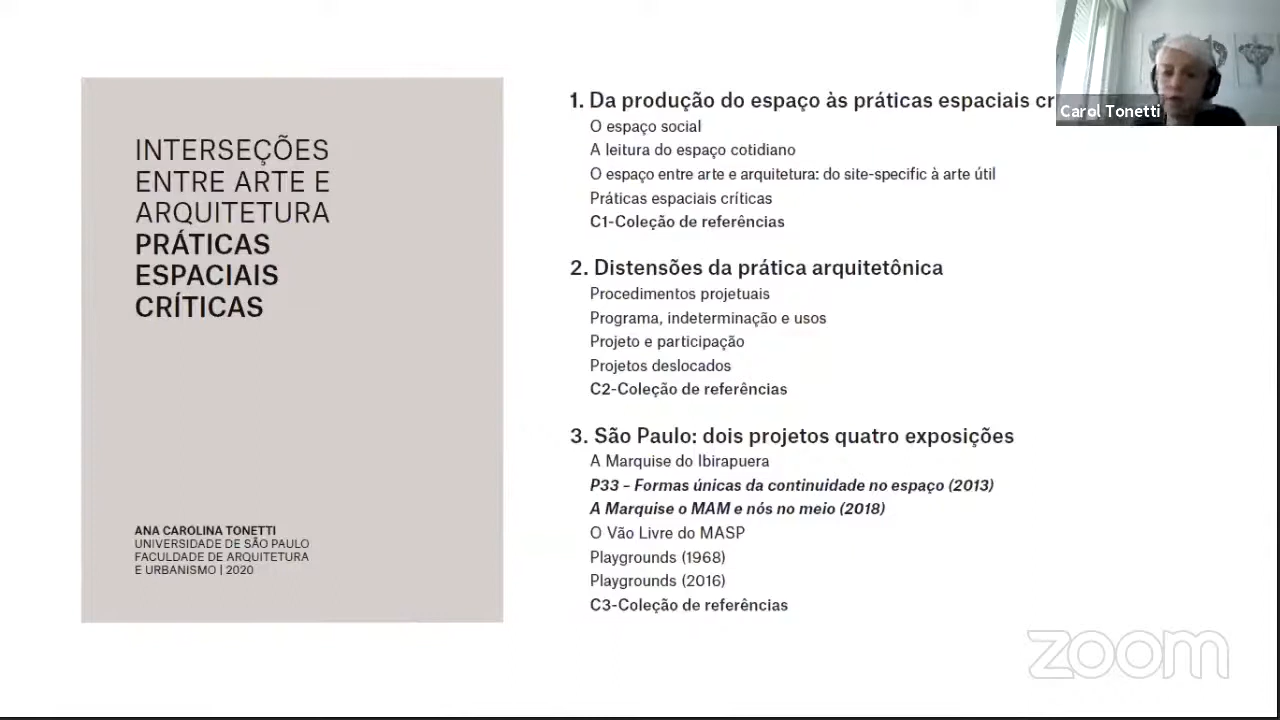 INTERSEÇÕES
ENTRE ARTE E
ARQUITETURA
PRÁTICAS
ESPACIAIS
CRÍTICAS
ANA CAROLINA TONETTI
UNIVERSIDADE DE SÃO PAULO
FACULDADE DE ARQUITETURA
E URBANISMO | 2020
1. Da produção do espaço às práticas espaciais cr
O espaço social
A leitura do espaço cotidiano
O espaço entre arte e arquitetura: do site-specific à arte útil
Práticas espaciais críticas
C1-Coleção de referências
2. Distensões da prática arquitetônica
Procedimentos projetuais
Programa, indeterminação e usos
Projeto e participação
Projetos deslocados
C2-Coleção de referências
3. São Paulo: dois projetos quatro exposições
A Marquise do Ibirapuera
P33 – Formas únicas da continuidade no espaço (2013)
A Marquise o MAM e nós no meio (2018)
O Vão Livre do MASP
Playgrounds (1968)
Playgrounds (2016)
C3-Coleção de referências
Carol Tonetti
zoom